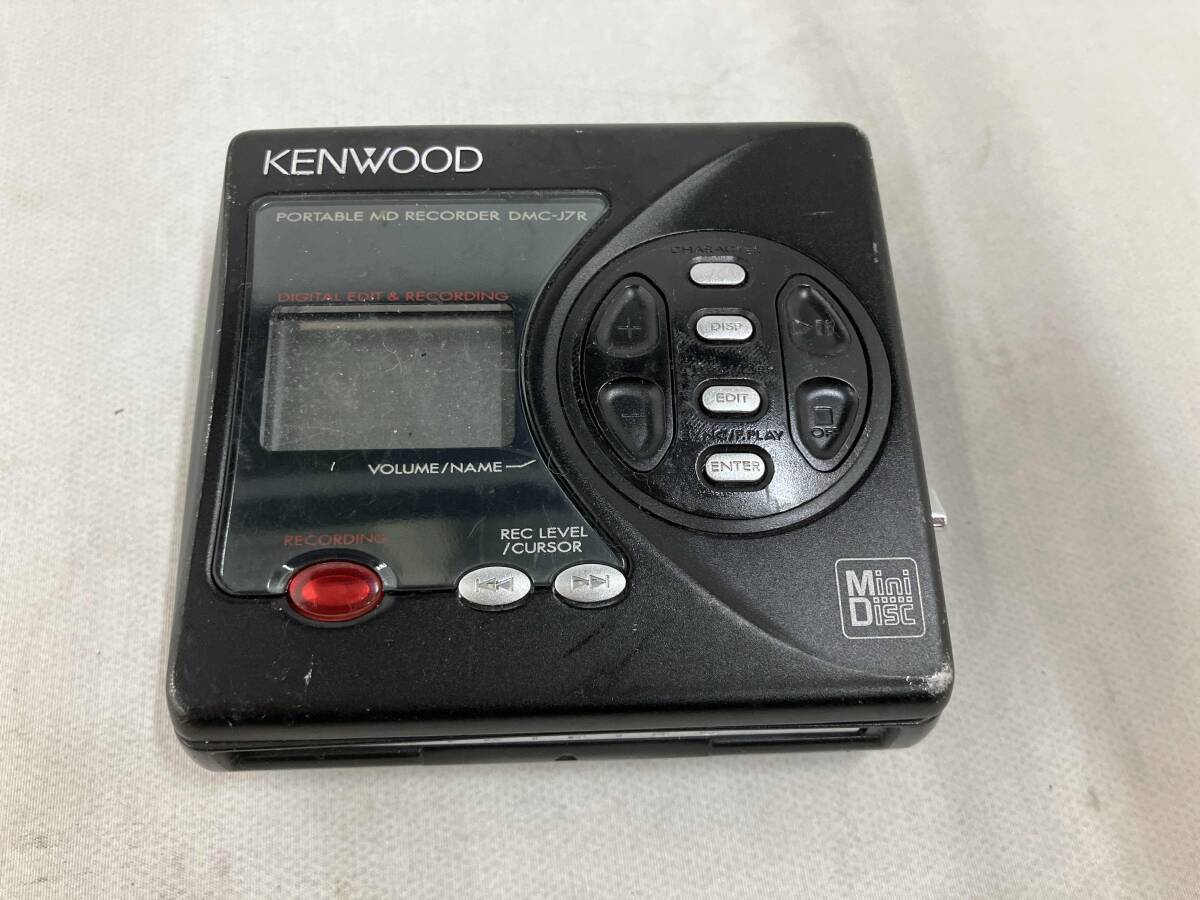 KENWOOD
PORTABLE MD RECORDER DMC-J7R
DIGITAL EDIT & RECORDING
CHARACTER
DISP
EDIT
ENTER
OFF
VOLUME/NAME
RECORDING
REC LEVEL
/CURSOR
Mini
Disc